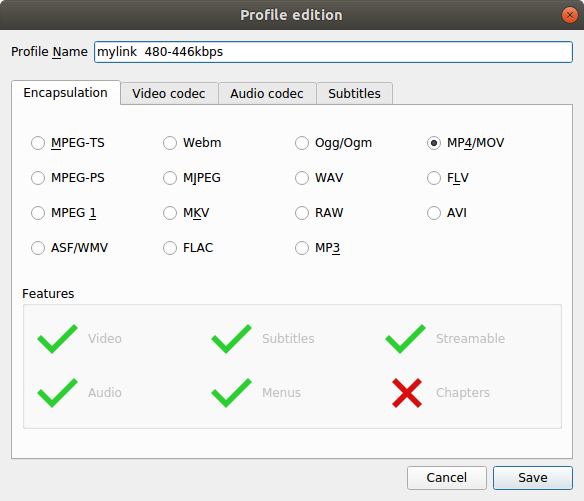 Profile edition
Profile Name mylink  480-446kbps
Encapsulation Video codec Audio codec Subtitles
MPEG-TS Webm Ogg/Ogm MP4/MOV
MPEG-PS MJPEG WAV FLV
MPEG 1 MKV RAW AVI
ASF/WMV FLAC MP3
Features
Video Subtitles Streamable
Audio Menus Chapters
Cancel Save